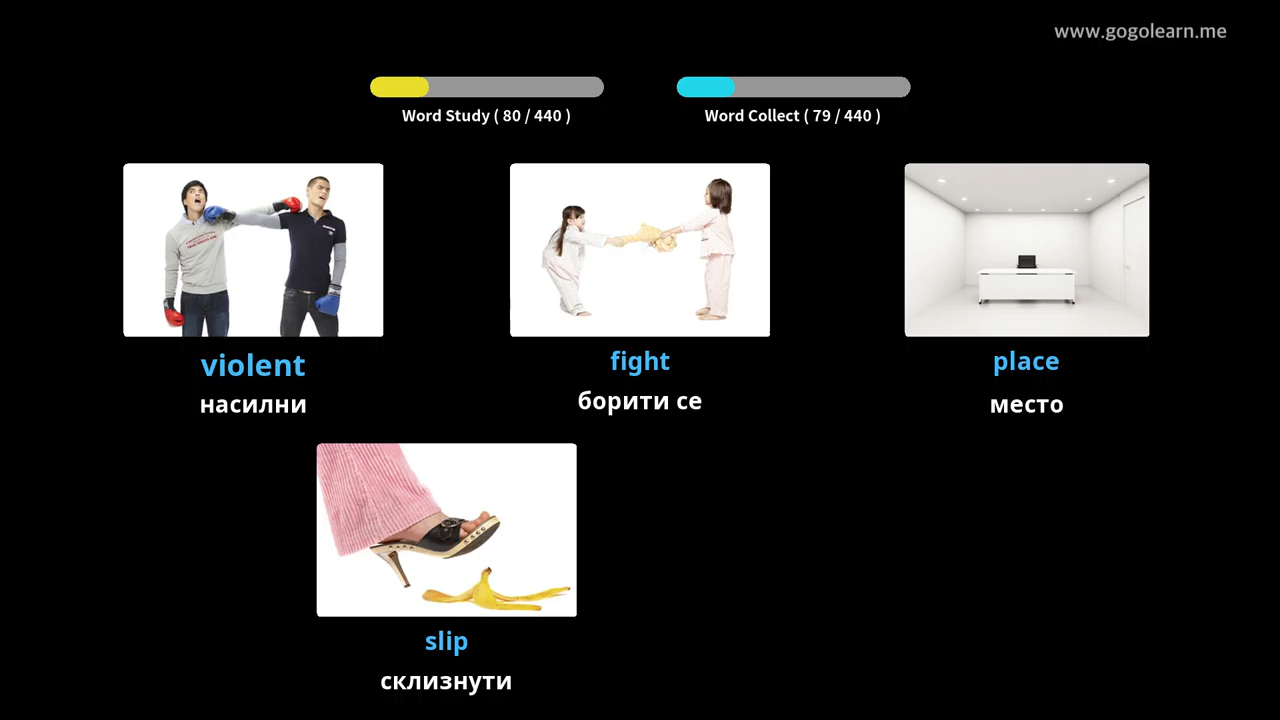 www.gogolearn.me
Word Study ( 80 / 440 )
Word Collect ( 79 / 440 )
violent
насилни
fight
борити се
place
место
slip
склизнути